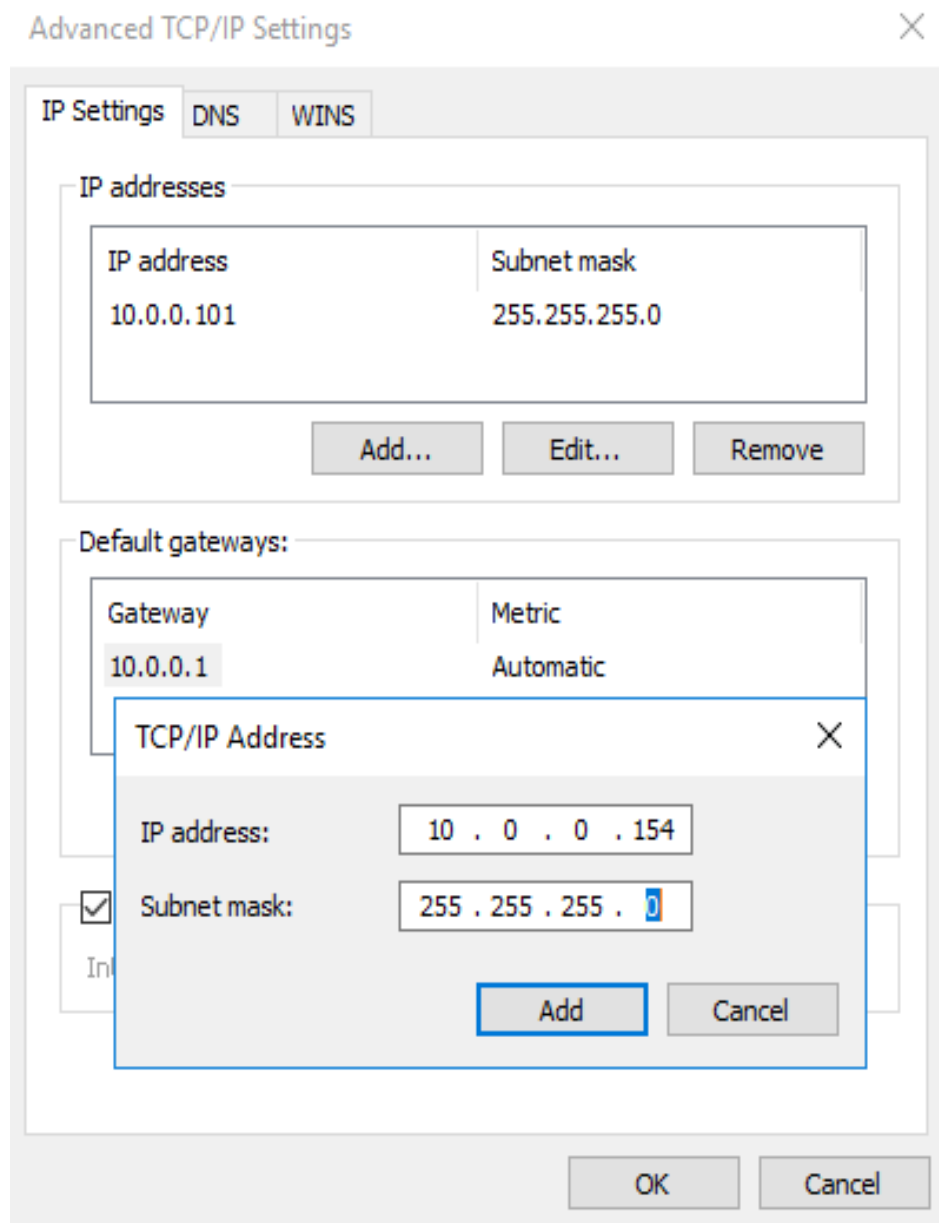 Advanced TCP/IP Settings
IP Settings DNS WINS
IP addresses
IP address Subnet mask
10.0.0.101 255.255.255.0
Add... Edit... Remove
Default gateways:
Gateway Metric
10.0.0.1 Automatic
TCP/IP Address
IP address: 10 . 0 . 0 . 154
Subnet mask: 255 . 255 . 255 . 0
Add Cancel
OK Cancel